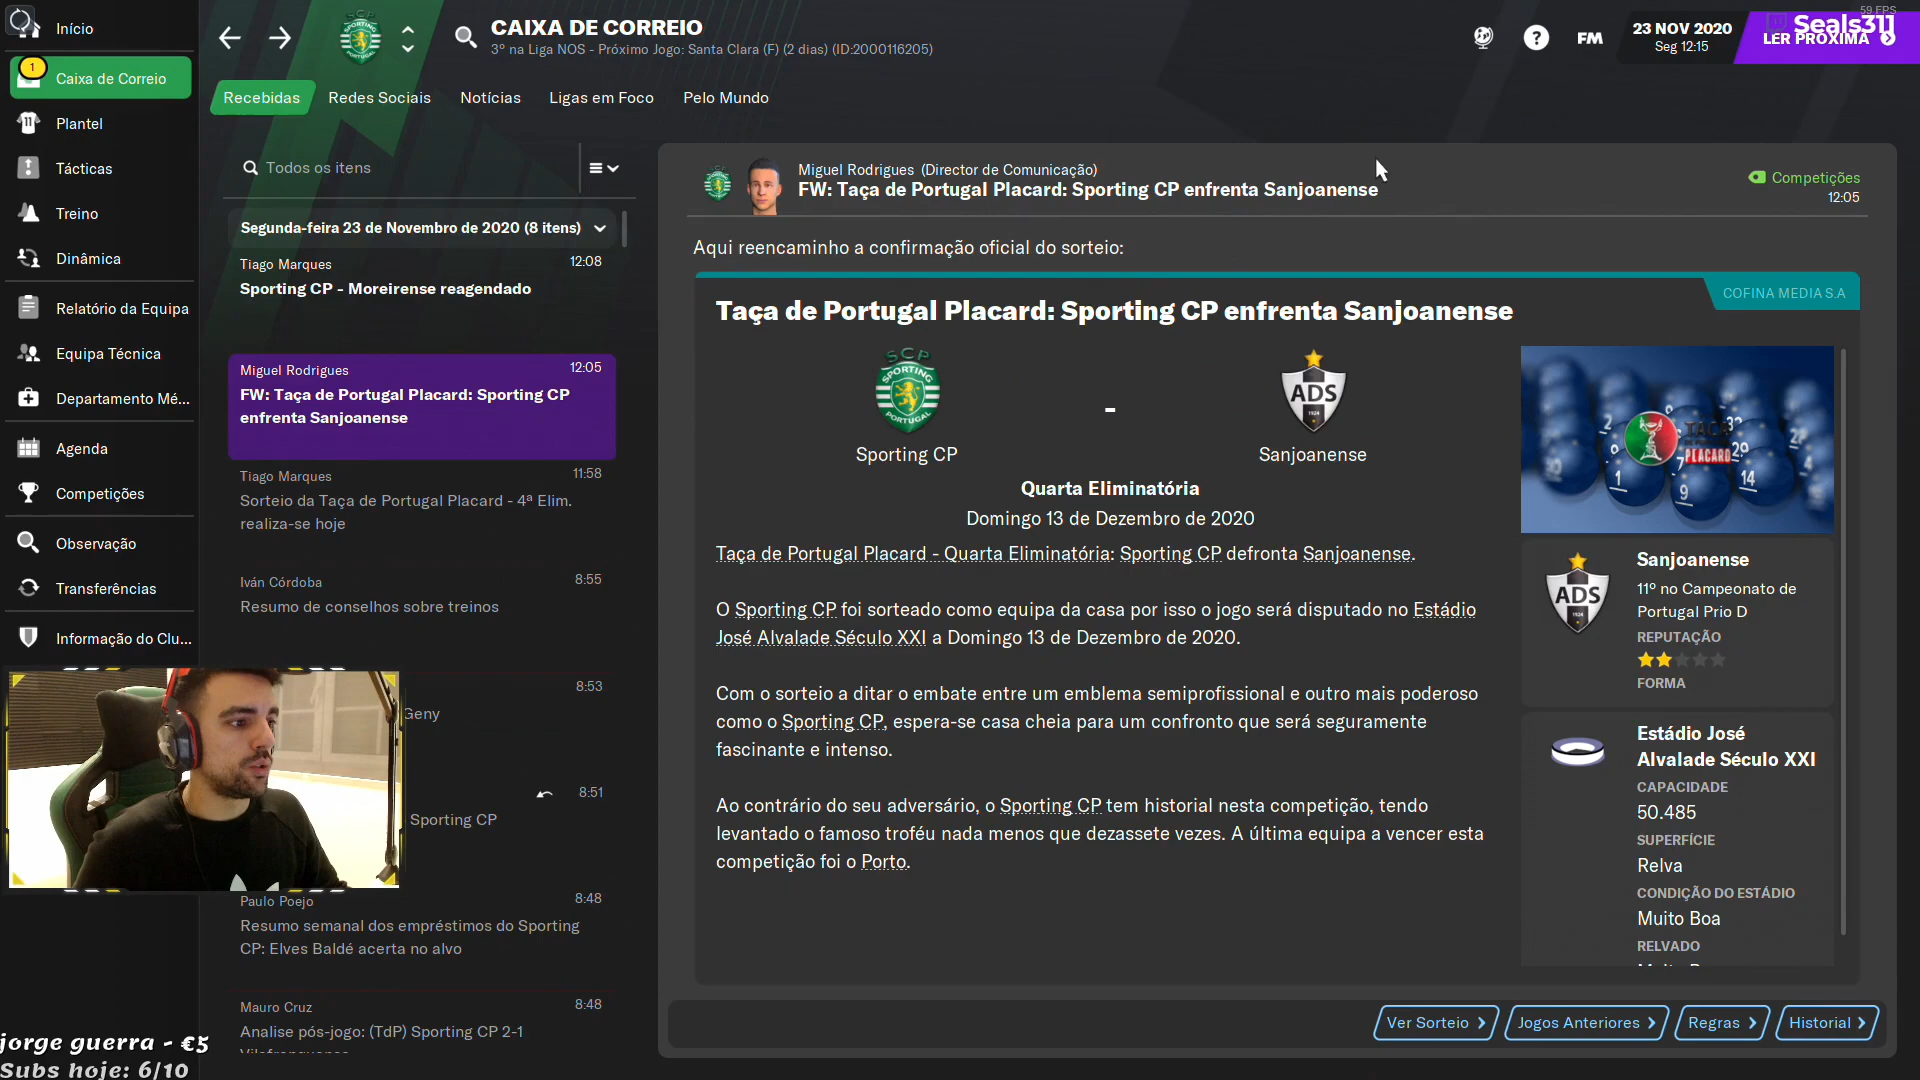 Início
1
Caixa de Correio
Plantel
Tácticas
Treino
Dinâmica
Relatório da Equipa
Equipa Técnica
Departamento Mé...
Agenda
Competições
Observação
Transferências
Informação do Clu...
CAIXA DE CORREIO
3º na Liga NOS - Próximo Jogo: Santa Clara (F) (2 dias) (ID:2000116205)
FM
23 NOV 2020
Seg 12:15
59 FPS
Seals311
LER PRÓXIMA
Recebidas
Redes Sociais
Notícias
Ligas em Foco
Pelo Mundo
Todos os itens
Segunda-feira 23 de Novembro de 2020 (8 itens)
Tiago Marques 12:08
Sporting CP - Moreirense reagendado
Miguel Rodrigues 12:05
FW: Taça de Portugal Placard: Sporting CP
enfrenta Sanjoanense
Tiago Marques 11:58
Sorteio da Taça de Portugal Placard - 4ª Elim.
realiza-se hoje
Iván Córdoba 8:55
Resumo de conselhos sobre treinos
8:53
Geny
8:51
Sporting CP
Paulo Poejo 8:48
Resumo semanal dos empréstimos do Sporting
CP: Elves Baldé acerta no alvo
Mauro Cruz 8:48
Analise pós-jogo: (TdP) Sporting CP 2-1
jorge guerra - €5
Subs hoje: 6/10
Miguel Rodrigues (Director de Comunicação)
FW: Taça de Portugal Placard: Sporting CP enfrenta Sanjoanense
Competições
12:05
Aqui reencaminho a confirmação oficial do sorteio:
COFINA MEDIA S.A
Taça de Portugal Placard: Sporting CP enfrenta Sanjoanense
SCP
SPORTING
PORTUGAL
-
ADS
1924
Sporting CP
Sanjoanense
Quarta Eliminatória
Domingo 13 de Dezembro de 2020
Taça de Portugal Placard - Quarta Eliminatória: Sporting CP defronta Sanjoanense.
O Sporting CP foi sorteado como equipa da casa por isso o jogo será disputado no Estádio
José Alvalade Século XXI a Domingo 13 de Dezembro de 2020.
Com o sorteio a ditar o embate entre um emblema semiprofissional e outro mais poderoso
como o Sporting CP, espera-se casa cheia para um confronto que será seguramente
fascinante e intenso.
Ao contrário do seu adversário, o Sporting CP tem historial nesta competição, tendo
levantado o famoso troféu nada menos que dezassete vezes. A última equipa a vencer esta
competição foi o Porto.
TAÇA
PLACARD
1
9
14
29
ADS
1924
Sanjoanense
11º no Campeonato de
Portugal Prio D
REPUTAÇÃO
FORMA
Estádio José
Alvalade Século XXI
CAPACIDADE
50.485
SUPERFÍCIE
Relva
CONDIÇÃO DO ESTÁDIO
Muito Boa
RELVADO
Ver Sorteio
Jogos Anteriores
Regras
Historial